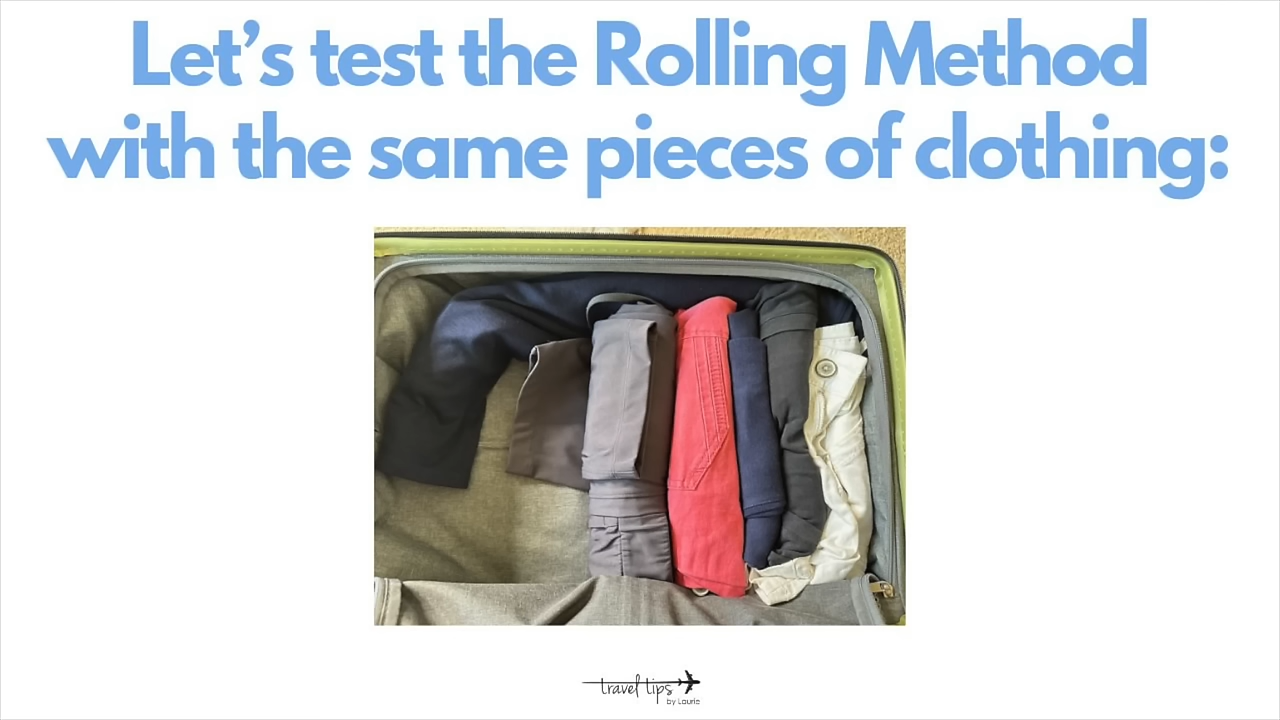 Let's test the Rolling Method
with the same pieces of clothing:
travel tips
by Laurie